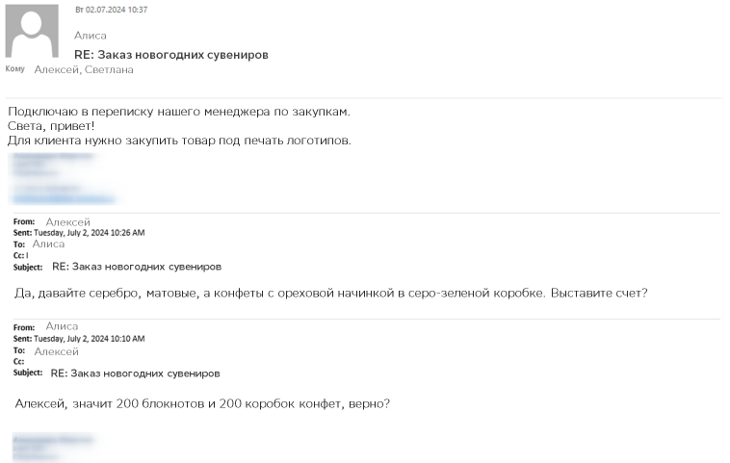 Вт 02.07.2024 10:37
Алиса
RE: Заказ новогодних сувениров
Кому Алексей, Светлана
Подключаю в переписку нашего менеджера по закупкам.
Света, привет!
Для клиента нужно закупить товар под печать логотипов.
From: Алексей
Sent: Tuesday, July 2, 2024 10:26 AM
To: Алиса
Cc: I
Subject: RE: Заказ новогодних сувениров
Да, давайте серебро, матовые, а конфеты с ореховой начинкой в серо-зеленой коробке. Выставите счет?
From: Алиса
Sent: Tuesday, July 2, 2024 10:10 AM
To: Алексей
Cc:
Subject: RE: Заказ новогодних сувениров
Алексей, значит 200 блокнотов и 200 коробок конфет, верно?